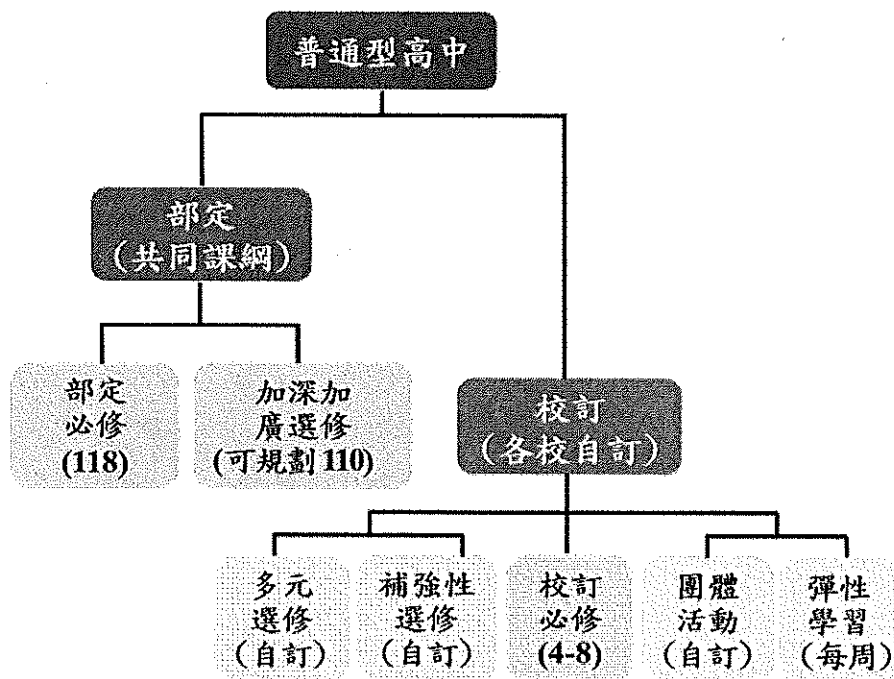 普通型高中
部定
(共同課綱)
部定
必修
(118)
加深加
廣選修
(可規劃 110)
校訂
(各校自訂)
多元
選修
(自訂)
補強性
選修
(自訂)
校訂
必修
(4-8)
團體
活動
(自訂)
彈性
學習
(每周)